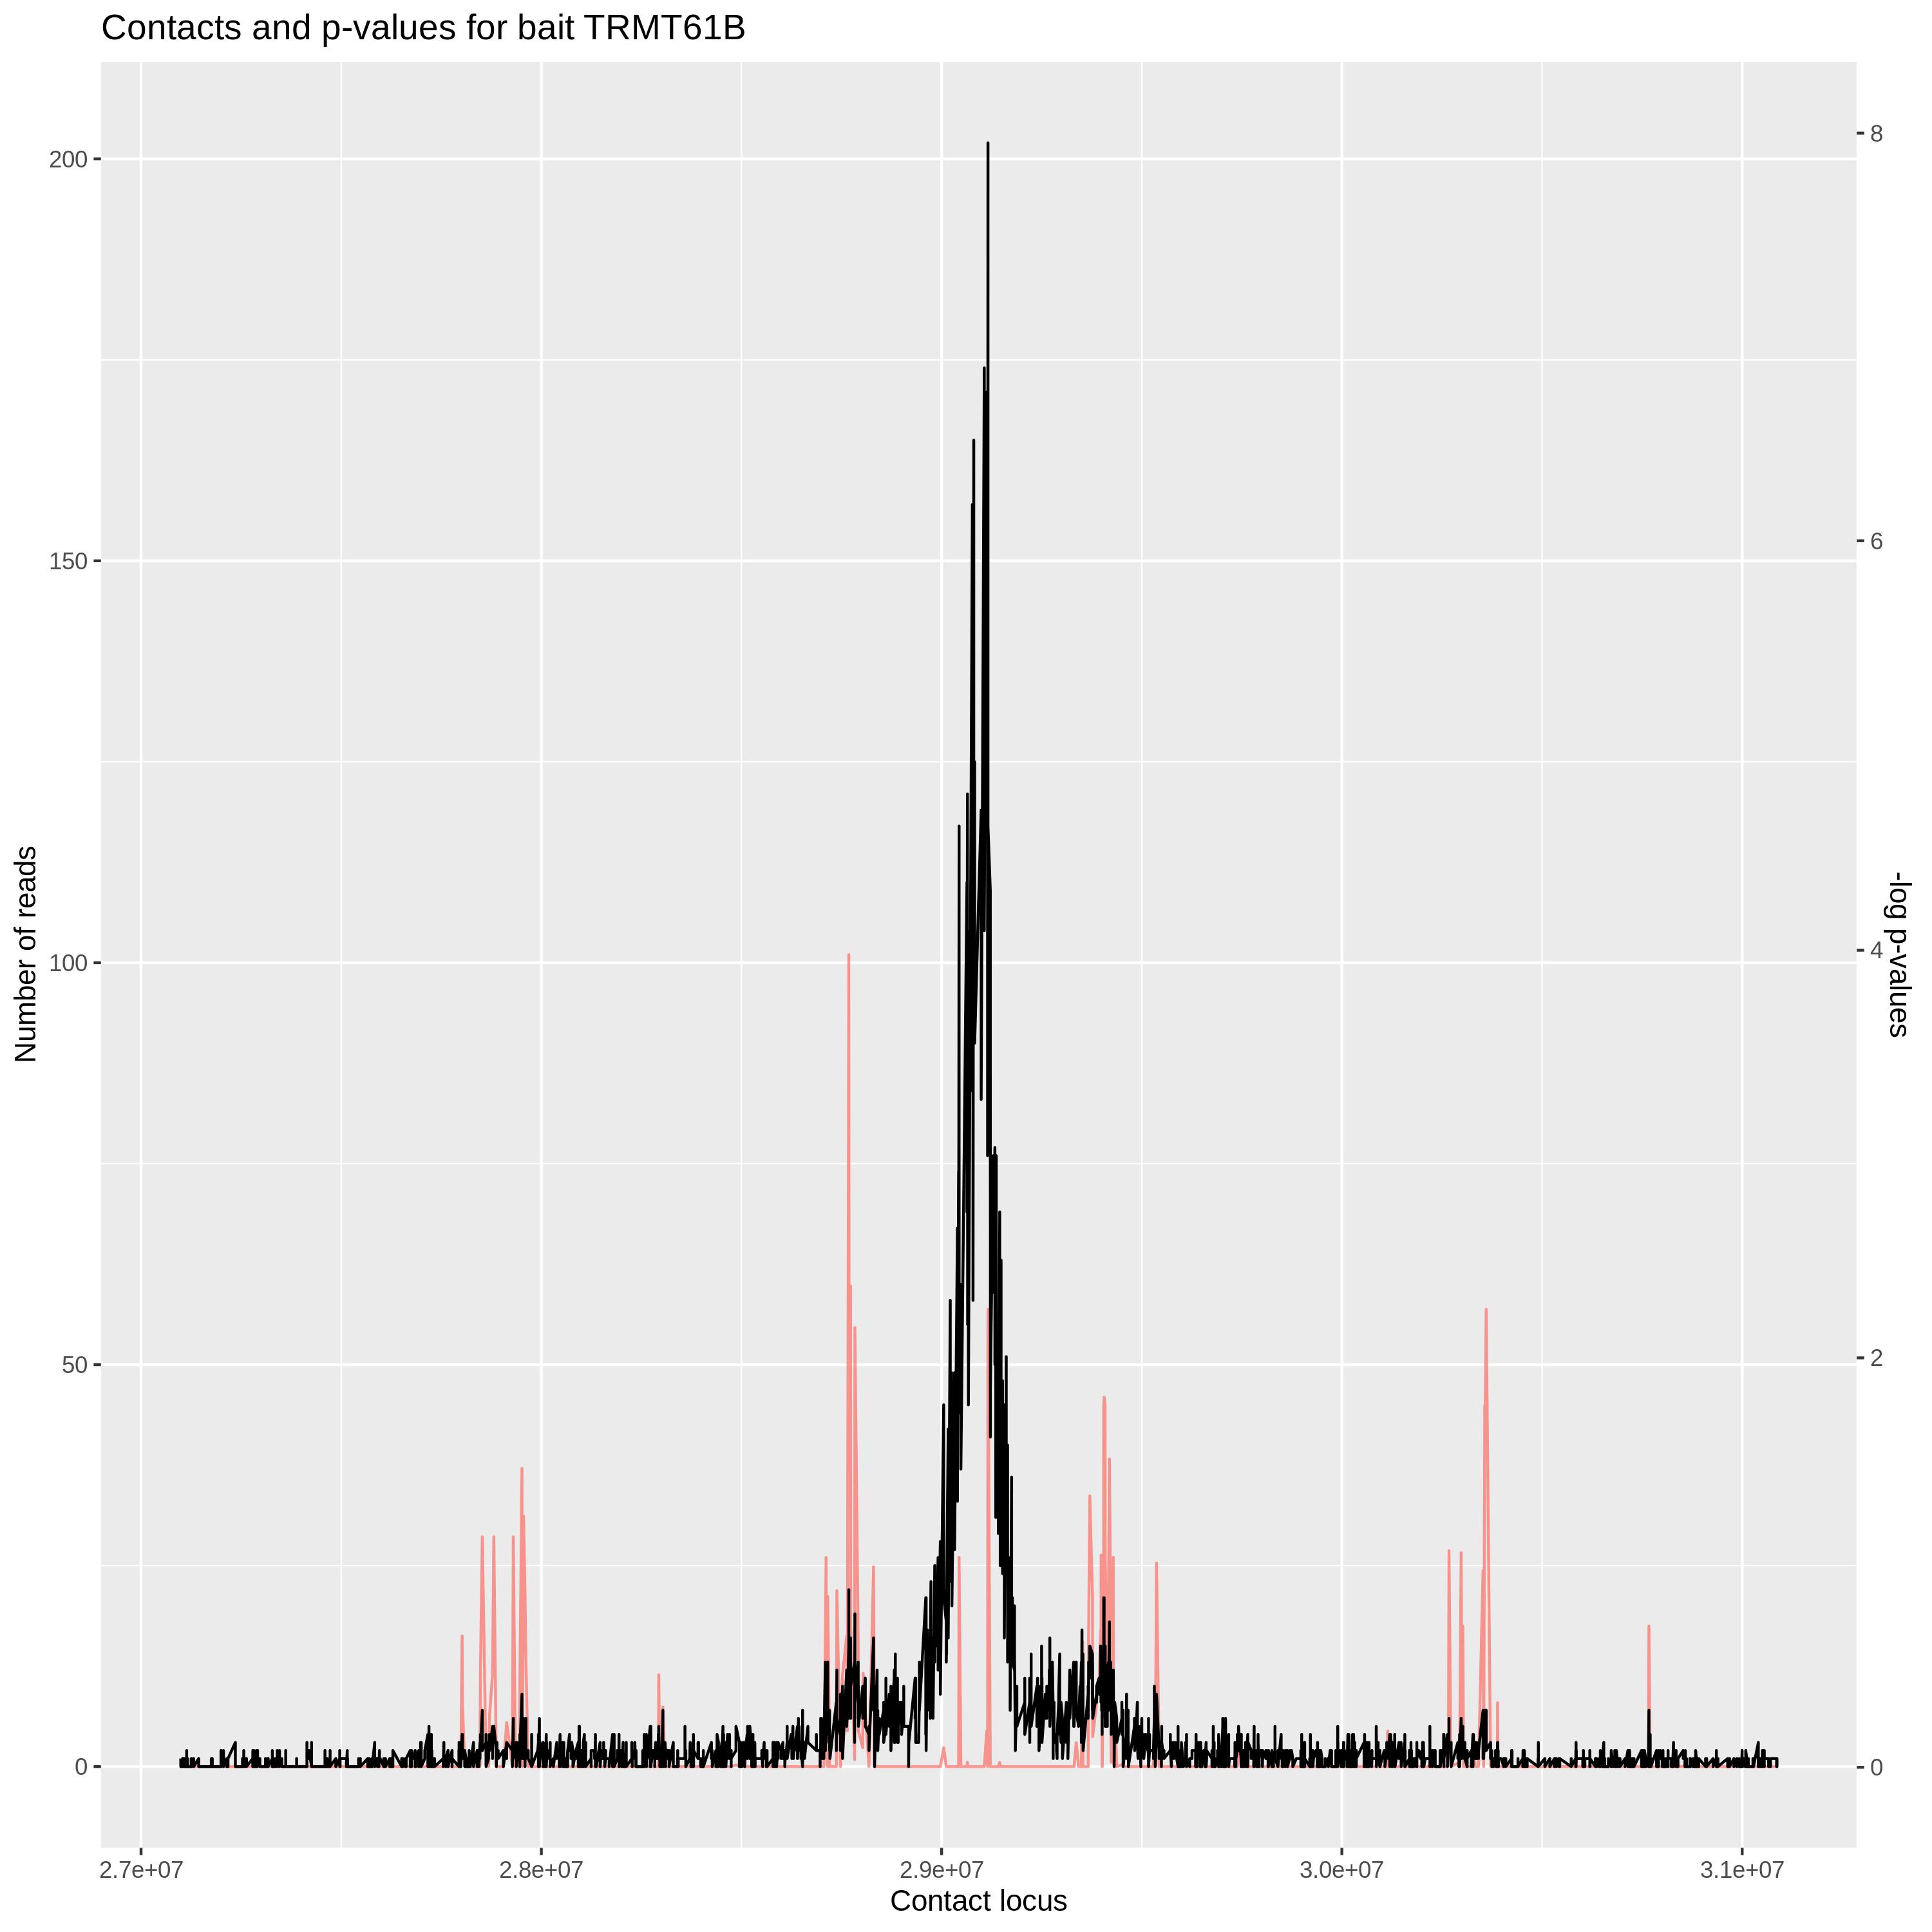 Contacts and p-values for bait TRMT61B
200
150
100
50
0
Number of reads
8
6
4
2
0
-log p-values
2.7e+07 2.8e+07 2.9e+07 3.0e+07 3.1e+07
Contact locus